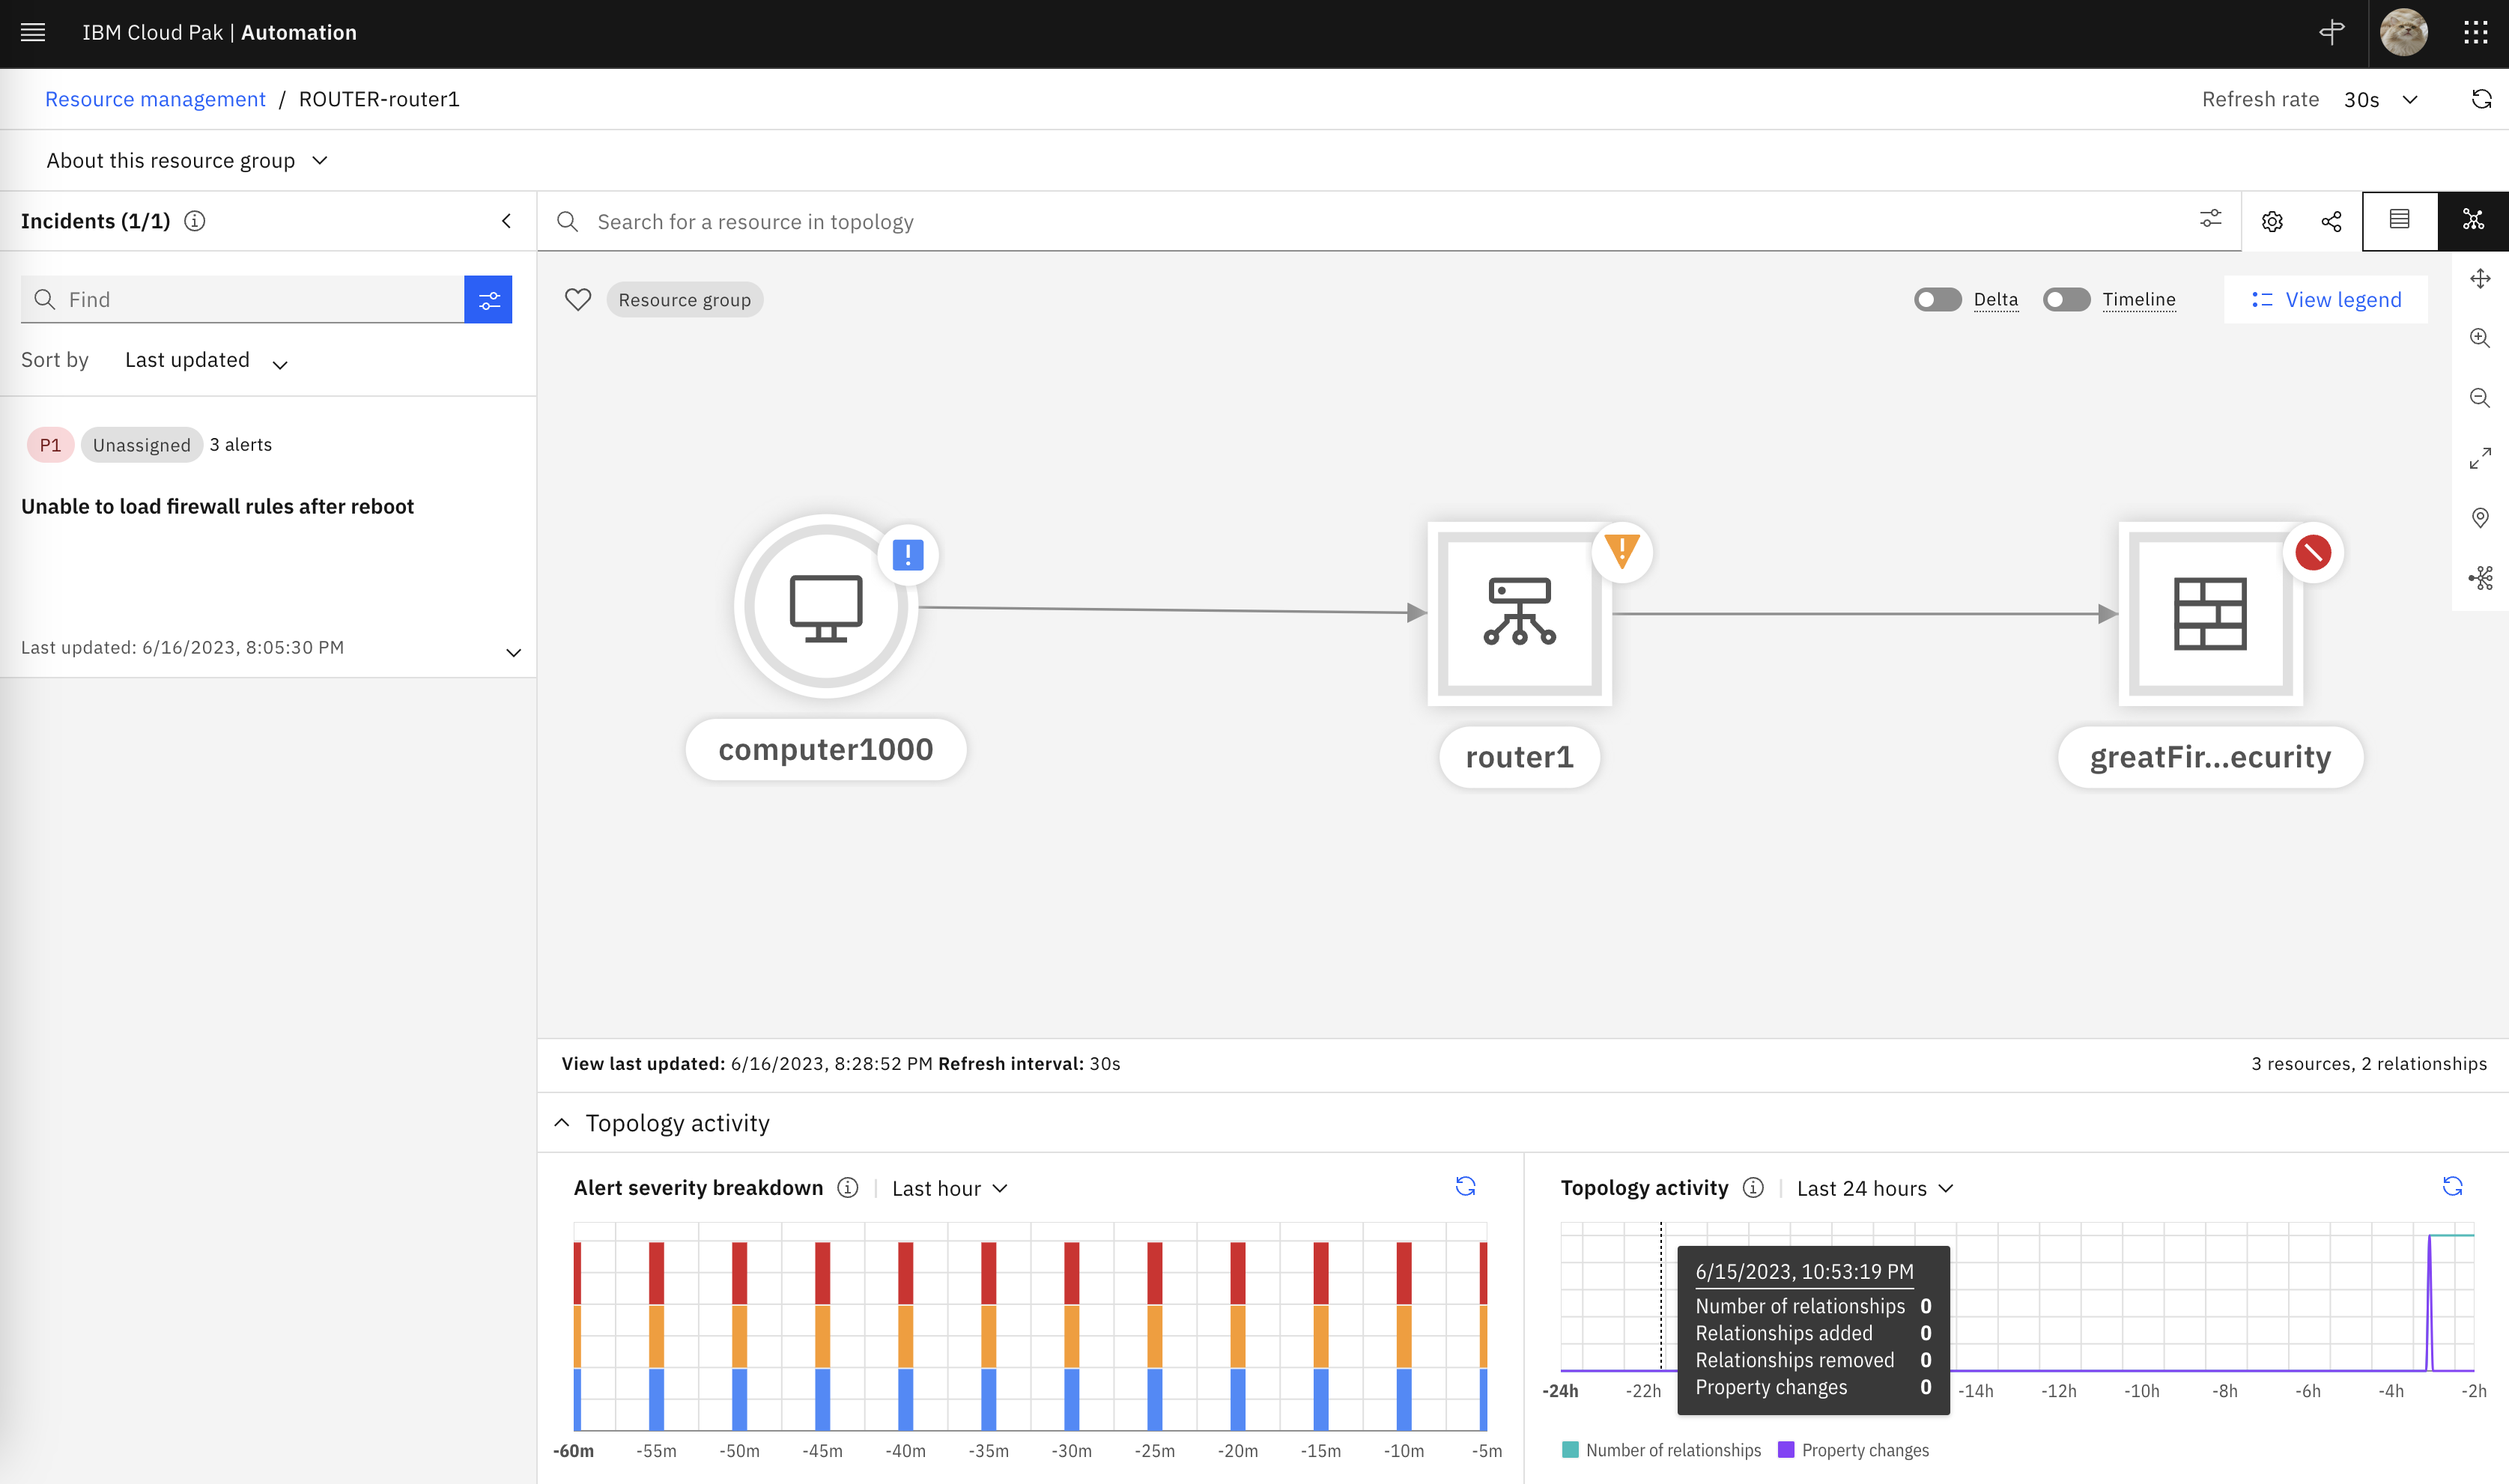 IBM Cloud Pak | Automation
Resource management / ROUTER-router1
Refresh rate 30s
About this resource group
Incidents (1/1)
Search for a resource in topology
Find
Resource group
Delta
Timeline
View legend
Sort by Last updated
P1 Unassigned 3 alerts
Unable to load firewall rules after reboot
Last updated: 6/16/2023, 8:05:30 PM
computer1000
router1
greatFir...ecurity
View last updated: 6/16/2023, 8:28:52 PM Refresh interval: 30s
3 resources, 2 relationships
Topology activity
Alert severity breakdown | Last hour
-60m -55m -50m -45m -40m -35m -30m -25m -20m -15m -10m -5m
Topology activity | Last 24 hours
6/15/2023, 10:53:19 PM
Number of relationships 0
Relationships added 0
Relationships removed 0
Property changes 0
-24h -22h -14h -12h -10h -8h -6h -4h -2h
Number of relationships Property changes